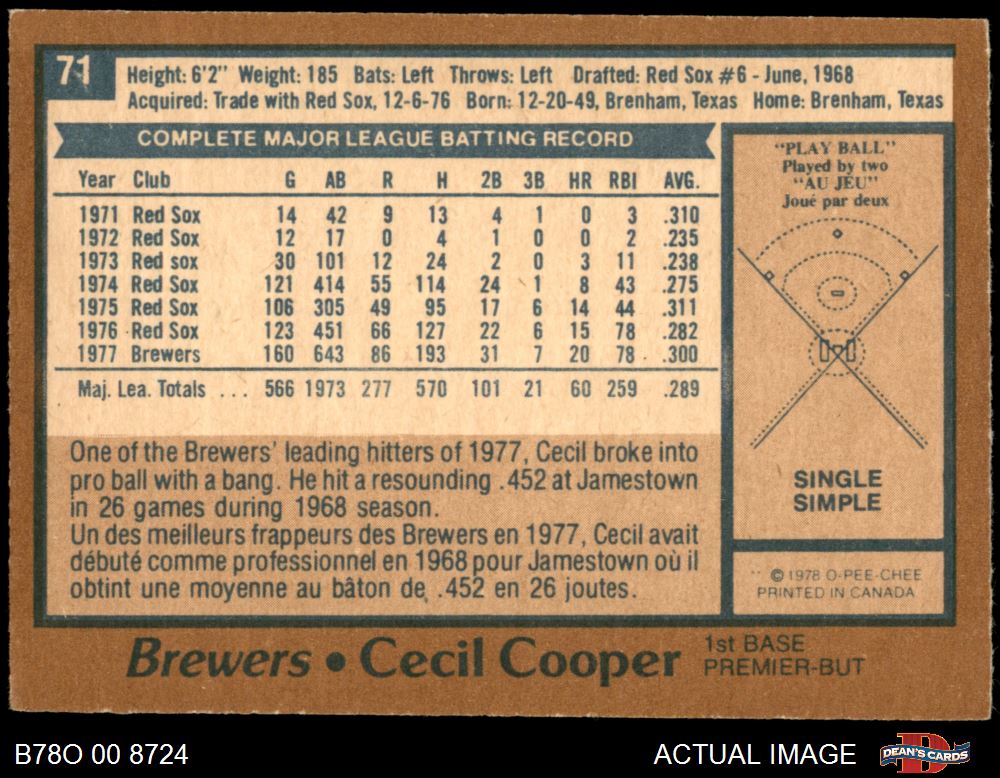 71
Height: 6'2" Weight: 185 Bats: Left Throws: Left Drafted: Red Sox #6 - June, 1968
Acquired: Trade with Red Sox, 12-6-76 Born: 12-20-49, Brenham, Texas Home: Brenham, Texas
COMPLETE MAJOR LEAGUE BATTING RECORD
Year Club G AB R H 2B 3B HR RBI AVG.
1971 Red Sox 14 42 9 13 4 1 0 3 .310
1972 Red Sox 12 17 0 4 1 0 0 2 .235
1973 Red sox 30 101 12 24 2 0 3 11 .238
1974 Red Sox 121 414 55 114 24 1 8 43 .275
1975 Red Sox 106 305 49 95 17 6 14 44 .311
1976 Red Sox 123 451 66 127 22 6 15 78 .282
1977 Brewers 160 643 86 193 31 7 20 78 .300
Maj. Lea. Totals ... 566 1973 277 570 101 21 60 259 .289
One of the Brewers' leading hitters of 1977, Cecil broke into
pro ball with a bang. He hit a resounding .452 at Jamestown
in 26 games during 1968 season.
Un des meilleurs frappeurs des Brewers en 1977, Cecil avait
débuté comme professionnel en 1968 pour Jamestown où il
obtint une moyenne au bâton de .452 en 26 joutes.
"PLAY BALL"
Played by two
"AU JEU"
Joué par deux
SINGLE
SIMPLE
© 1978 O-PEE-CHEE
PRINTED IN CANADA
Brewers • Cecil Cooper
1st BASE
PREMIER-BUT
B78O 00 8724
ACTUAL IMAGE
DEAN'S CARDS